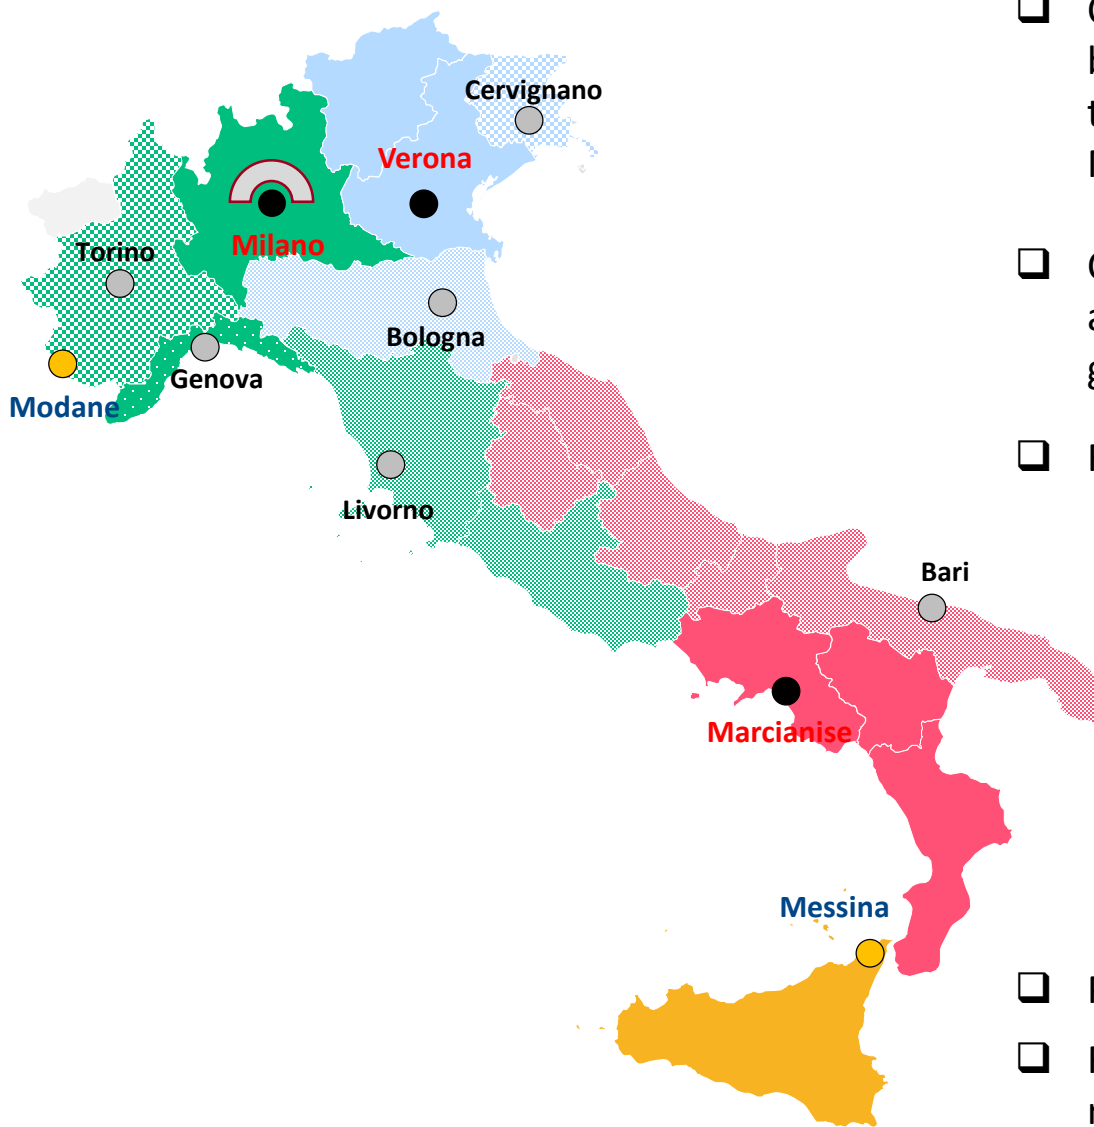 Cervignano
Verona
Milano
Torino
Bologna
Genova
Modane
Livorno
Bari
Marcianise
Messina